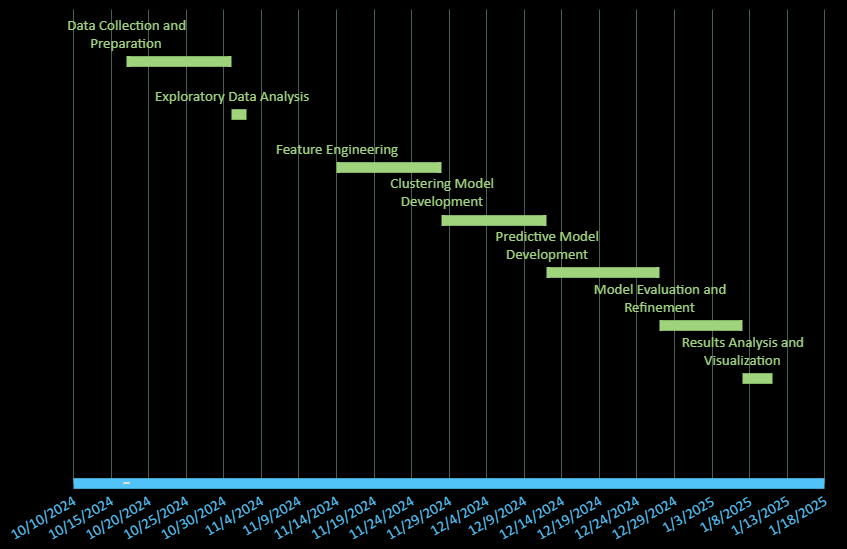 Data Collection and
Preparation
Exploratory Data Analysis
Feature Engineering
Clustering Model
Development
Predictive Model
Development
Model Evaluation and
Refinement
Results Analysis and
Visualization
10/10/2024
10/15/2024
10/20/2024
10/25/2024
10/30/2024
11/4/2024
11/9/2024
11/14/2024
11/19/2024
11/24/2024
11/29/2024
12/4/2024
12/9/2024
12/14/2024
12/19/2024
12/24/2024
12/29/2024
1/3/2025
1/8/2025
1/13/2025
1/18/2025